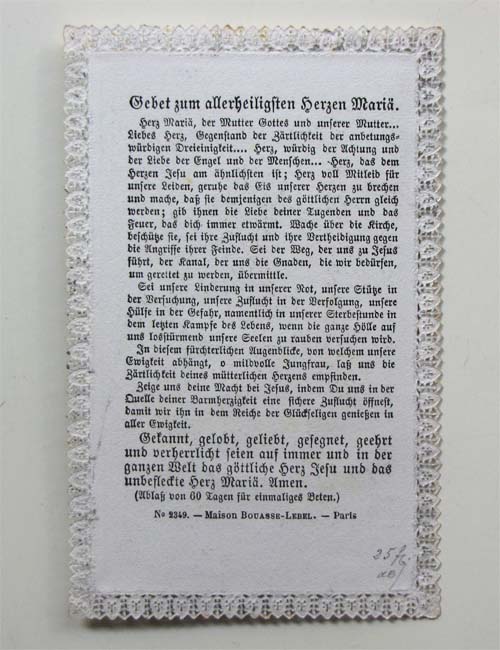 Gebet zum allerheiligsten Herzen Mariä.
Herz Mariä, der Mutter Gottes und unserer Mutter...
Liebes Herz, Gegenstand der Zärtlichkeit der anbetungs-
würdigen Dreieinigkeit.... Herz, würdig der Achtung und
der Liebe der Engel und der Menschen... Herz, das dem
Herzen Jesu am ähnlichsten ist; Herz voll Mitleid für
unsere Leiden, geruhe das Eis unserer Herzen zu brechen
und mache, daß sie demjenigen des göttlichen Herrn gleich
werden; gib ihnen die Liebe deiner Tugenden und das
Feuer, das dich immer etwärmt. Wache über die Kirche,
beschütze sie, sei ihre Zuflucht und ihre Vertheidigung gegen
die Angriffe ihrer Feinde. Sei der Weg, der uns zu Jesus
führt, der Kanal, der uns die Gnaden, die wir bedürfen,
um gerettet zu werden, übermittle.
Sei unsere Linderung in unserer Not, unsere Stütze in
der Versuchung, unsere Zuflucht in der Verfolgung, unsere
Hülfe in der Gefahr, namentlich in unserer Sterbestunde in
dem letzten Kampfe des Lebens, wenn die ganze Hölle auf
uns losstürmend unsere Seelen zu rauben versuchen wird.
In diesem fürchterlichen Augenblicke, von welchem unsere
Ewigkeit abhängt, o mildvolle Jungfrau, laß uns die
Zärtlichkeit deines mütterlichen Herzens empfinden.
Zeige uns deine Macht bei Jesus, indem Du uns in der
Quelle deiner Barmherzigkeit eine sichere Zuflucht öffnest,
damit wir ihn in dem Reiche der Glückseligen genießen in
aller Ewigkeit.
Gekannt, gelobt, geliebt, gesegnet, geehrt
und verherrlicht seien auf immer und in der
ganzen Welt das göttliche Herz Jesu und das
unbefleckte Herz Mariä. Amen.
(Ablaß von 60 Tagen für einmaliges Beten.)
No 2349. — Maison BOUASSE-LEBEL. — Paris
25